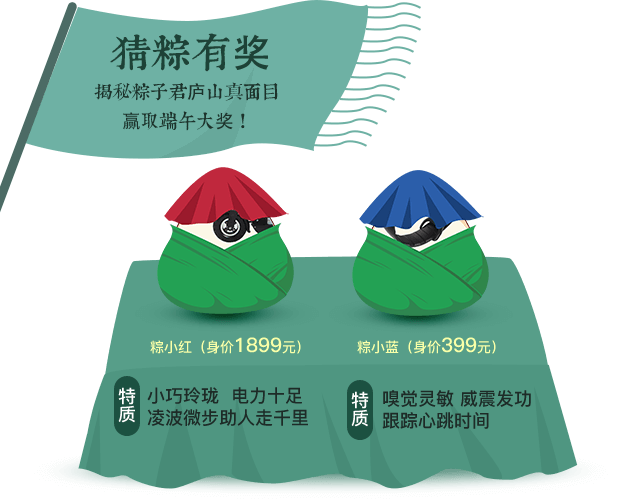 猜粽有奖
揭秘粽子君庐山真面目
赢取端午大奖！
粽小红（身价1899元）
粽小蓝（身价399元）
特质
小巧玲珑 电力十足
凌波微步助人走千里
特质
嗅觉灵敏 威震发功
跟踪心跳时间